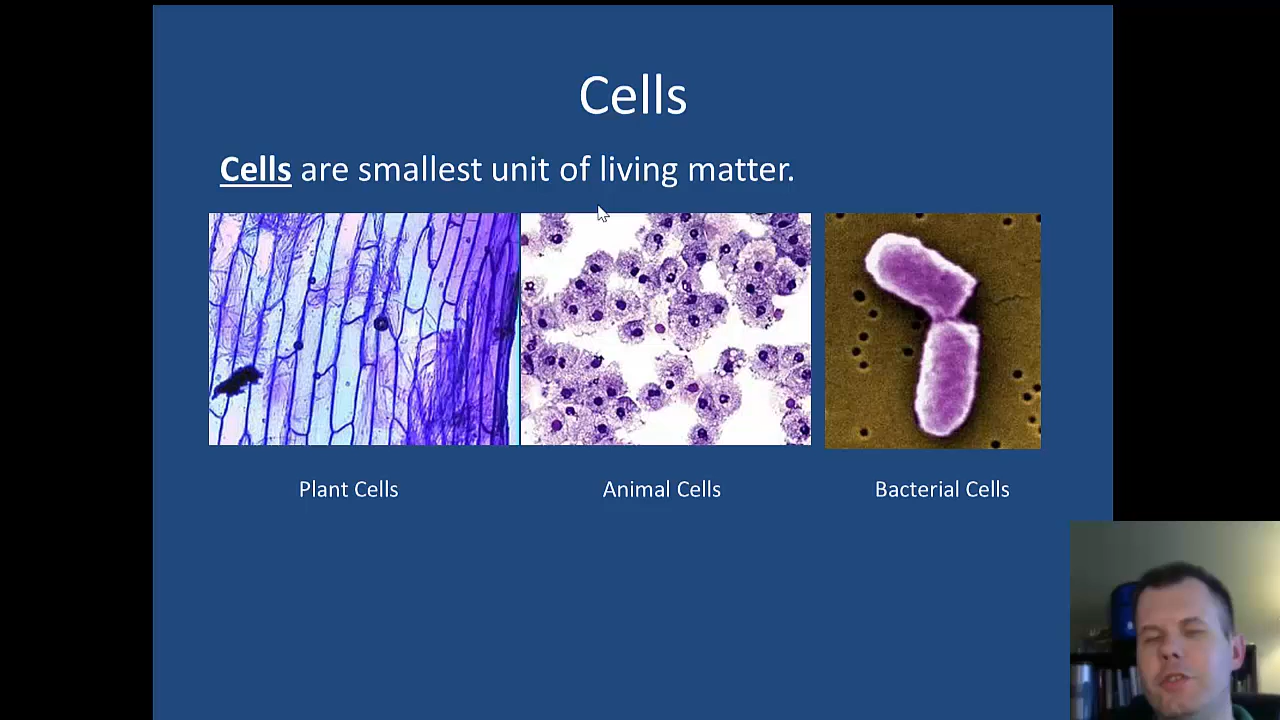 Cells
Cells are smallest unit of living matter.
Plant Cells
Animal Cells
Bacterial Cells